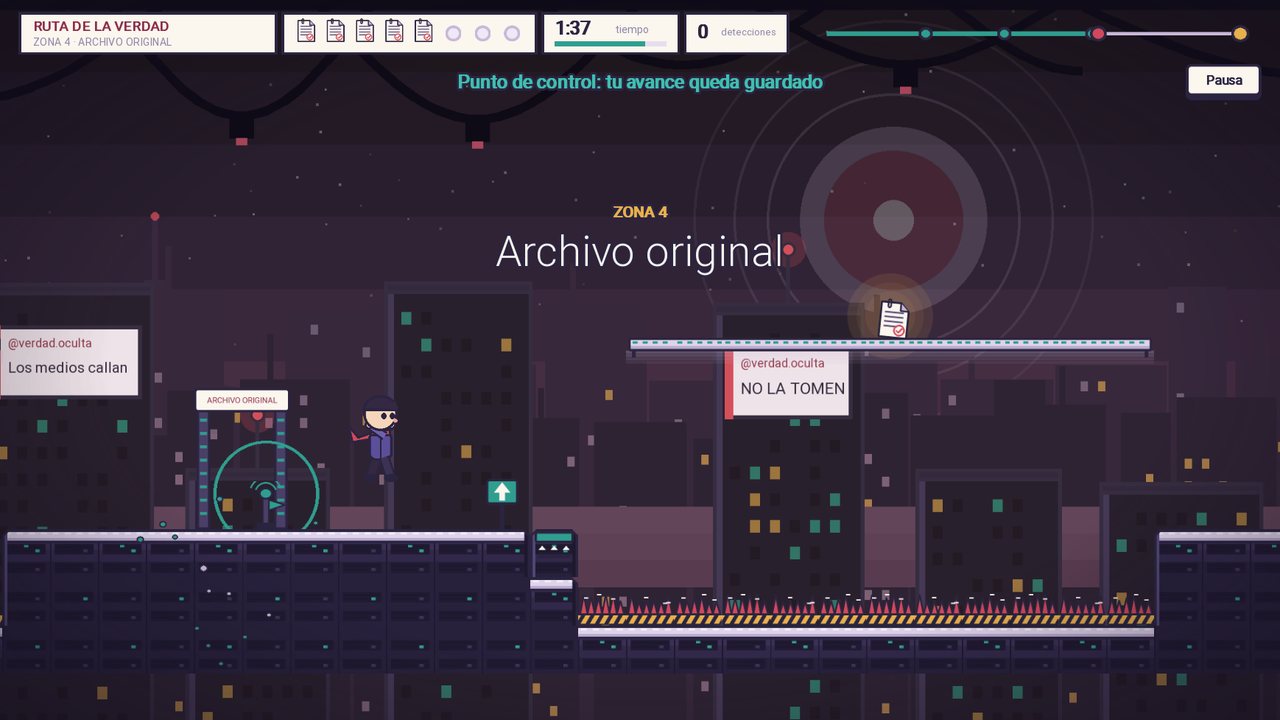 RUTA DE LA VERDAD
ZONA 4 · ARCHIVO ORIGINAL
1:37 tiempo
0 detecciones
Punto de control: tu avance queda guardado
Pausa
ZONA 4
Archivo original
@verdad.oculta
Los medios callan
ARCHIVO ORIGINAL
@verdad.oculta
NO LA TOMEN